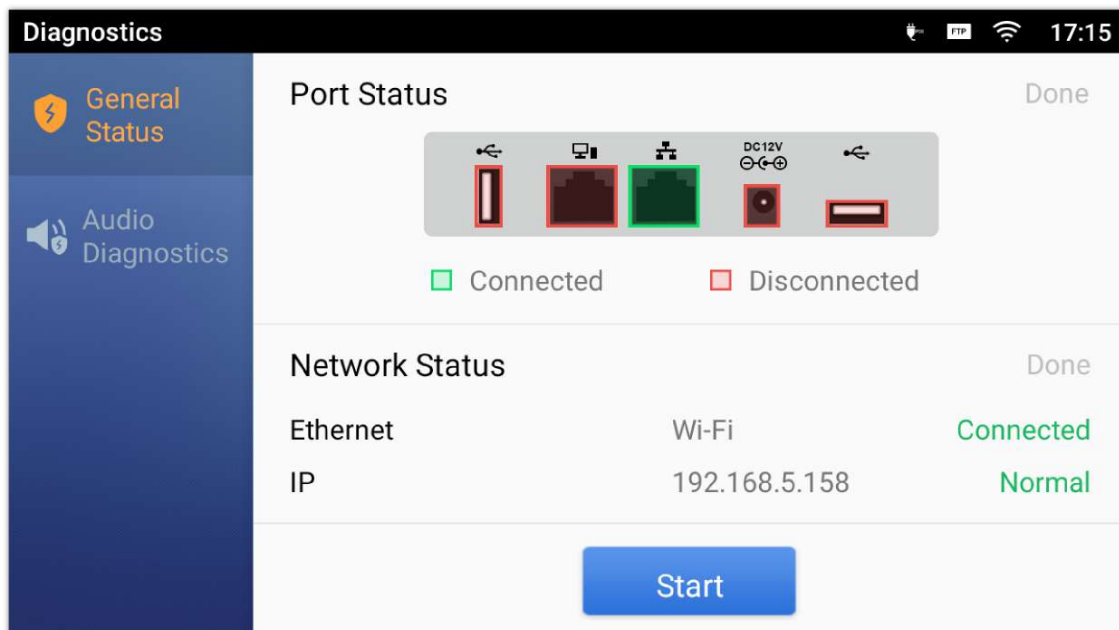 Diagnostics
FTP
17:15
General
Status
Audio
Diagnostics
Port Status
Done
DC12V
Connected
Disconnected
Network Status
Done
Ethernet
Wi-Fi
Connected
IP
192.168.5.158
Normal
Start